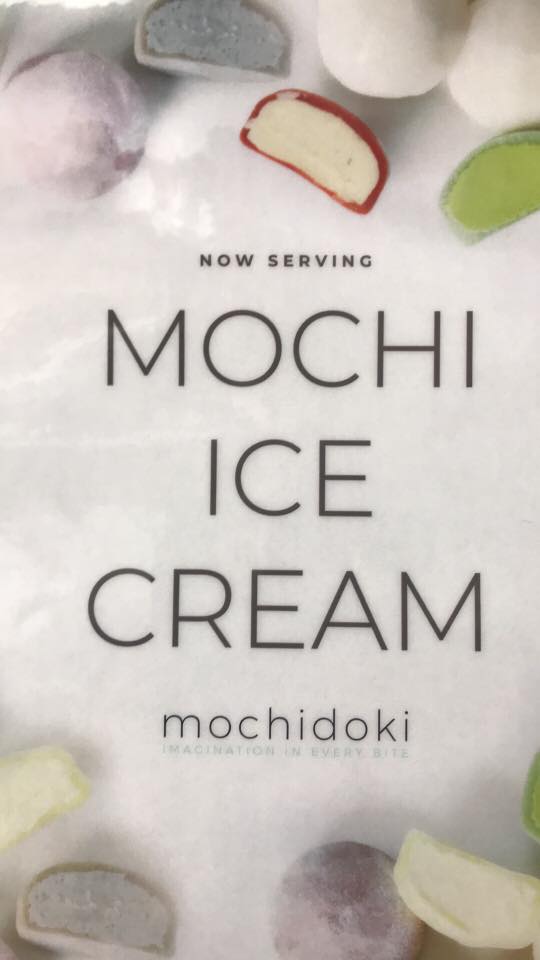 NOW SERVING
MOCHI
ICE
CREAM
mochidoki
IMAGINATION IN EVERY BITE